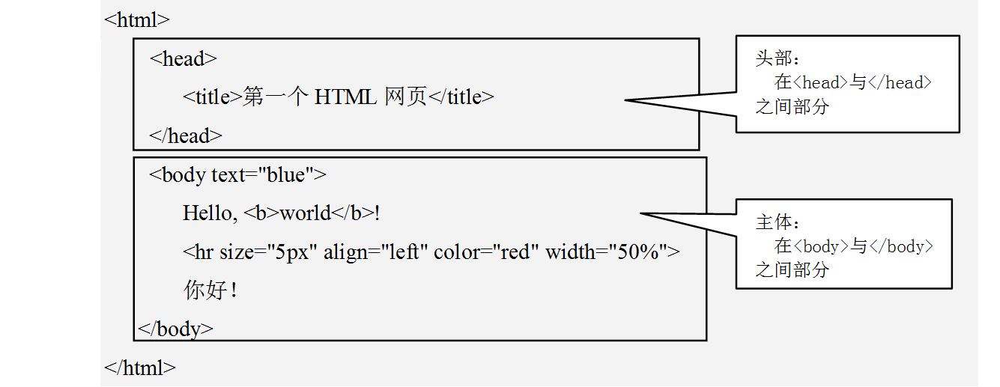 <html>
<head>
<title>第一个 HTML 网页</title>
</head>
<body text="blue">
Hello, <b>world</b>!
<hr size="5px" align="left" color="red" width="50%">
你好！
</body>
</html>
头部：
在<head>与</head>
之间部分
主体：
在<body>与</body>
之间部分